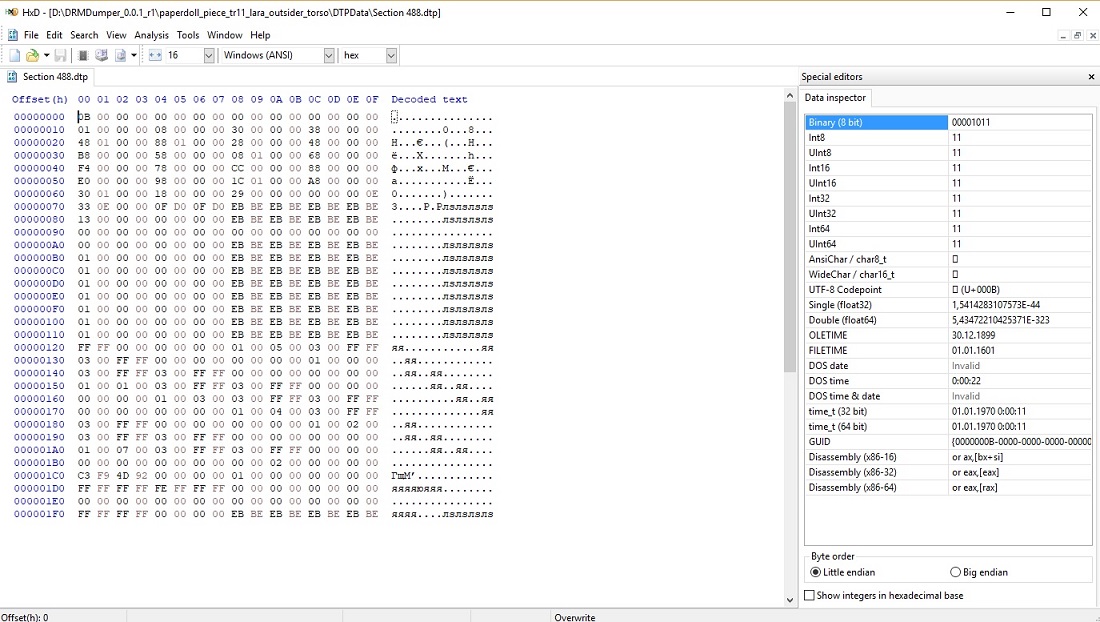 HxD - [D:\DRMDumper_0.0.1_r1\paperdoll_piece_tr11_lara_outsider_torso\DTPData\Section 488.dtp]
File Edit Search View Analysis Tools Window Help
16 Windows (ANSI) hex
Section 488.dtp
Offset(h) 00 01 02 03 04 05 06 07 08 09 0A 0B 0C 0D 0E 0F Decoded text
00000000 0B 00 00 00 00 00 00 00 00 00 00 00 00 00 00 00 ................
00000010 01 00 00 00 08 00 00 00 30 00 00 00 38 00 00 00 ........0...8...
00000020 48 01 00 00 88 01 00 00 28 00 00 00 48 00 00 00 H...€...(...H...
00000030 B8 00 00 00 58 00 00 00 08 01 00 00 68 00 00 00 ё...X.......h...
00000040 F4 00 00 00 78 00 00 00 CC 00 00 00 88 00 00 00 ф...x...М...€...
00000050 E0 00 00 00 98 00 00 00 1C 01 00 00 A8 00 00 00 а...........Ё...
00000060 30 01 00 00 18 00 00 00 29 00 00 00 00 00 00 0E 0.......).......
00000070 33 0E 00 00 0F D0 0F D0 EB BE EB BE EB BE EB BE 3....Р.Рлѕлѕлѕлѕ
00000080 13 00 00 00 00 00 00 00 EB BE EB BE EB BE EB BE ........лѕлѕлѕлѕ
00000090 00 00 00 00 00 00 00 00 00 00 00 00 00 00 00 00 ................
000000A0 00 00 00 00 00 00 00 00 EB BE EB BE EB BE EB BE ........лѕлѕлѕлѕ
000000B0 01 00 00 00 00 00 00 00 EB BE EB BE EB BE EB BE ........лѕлѕлѕлѕ
000000C0 01 00 00 00 00 00 00 00 EB BE EB BE EB BE EB BE ........лѕлѕлѕлѕ
000000D0 01 00 00 00 00 00 00 00 EB BE EB BE EB BE EB BE ........лѕлѕлѕлѕ
000000E0 01 00 00 00 00 00 00 00 EB BE EB BE EB BE EB BE ........лѕлѕлѕлѕ
000000F0 01 00 00 00 00 00 00 00 EB BE EB BE EB BE EB BE ........лѕлѕлѕлѕ
00000100 01 00 00 00 00 00 00 00 EB BE EB BE EB BE EB BE ........лѕлѕлѕлѕ
00000110 01 00 00 00 00 00 00 00 EB BE EB BE EB BE EB BE ........лѕлѕлѕлѕ
00000120 FF FF 00 00 00 00 00 00 01 00 05 00 03 00 FF FF яя............яя
00000130 03 00 FF FF 00 00 00 00 00 00 00 00 01 00 00 00 ..яя............
00000140 03 00 FF FF 03 00 FF FF 00 00 00 00 00 00 00 00 ..яя..яя........
00000150 01 00 01 00 03 00 FF FF 03 00 FF FF 00 00 00 00 ......яя..яя....
00000160 00 00 00 00 01 00 03 00 03 00 FF FF 03 00 FF FF ..........яя..яя
00000170 00 00 00 00 00 00 00 00 01 00 04 00 03 00 FF FF ..............яя
00000180 03 00 FF FF 00 00 00 00 00 00 00 00 01 00 02 00 ..яя............
00000190 03 00 FF FF 03 00 FF FF 00 00 00 00 00 00 00 00 ..яя..яя........
000001A0 01 00 07 00 03 00 FF FF 03 00 FF FF 00 00 00 00 ......яя..яя....
000001B0 00 00 00 00 00 00 00 00 00 00 02 00 00 00 00 00 ................
000001C0 C3 F9 4D 92 00 00 00 00 01 00 00 00 00 00 00 00 ГщM’............
000001D0 FF FF FF FF FE FF FF FF 00 00 00 00 00 00 00 00 яяяяюяяя........
000001E0 00 00 00 00 00 00 00 00 00 00 00 00 00 00 00 00 ................
000001F0 FF FF FF FF 00 00 00 00 EB BE EB BE EB BE EB BE яяяя....лѕлѕлѕлѕ
Special editors
Data inspector
Binary (8 bit) 00001011
Int8 11
UInt8 11
Int16 11
UInt16 11
Int32 11
UInt32 11
Int64 11
UInt64 11
AnsiChar / char8_t
WideChar / char16_t
UTF-8 Codepoint (U+000B)
Single (float32) 1,5414283107573E-44
Double (float64) 5,43472210425371E-323
OLETIME 30.12.1899
FILETIME 01.01.1601
DOS date Invalid
DOS time 0:00:22
DOS time & date Invalid
time_t (32 bit) 01.01.1970 0:00:11
time_t (64 bit) 01.01.1970 0:00:11
GUID {0000000B-0000-0000-0000-00000
Disassembly (x86-16) or ax,[bx+si]
Disassembly (x86-32) or eax,[eax]
Disassembly (x86-64) or eax,[rax]
Byte order
Little endian Big endian
Show integers in hexadecimal base
Offset(h): 0 Overwrite